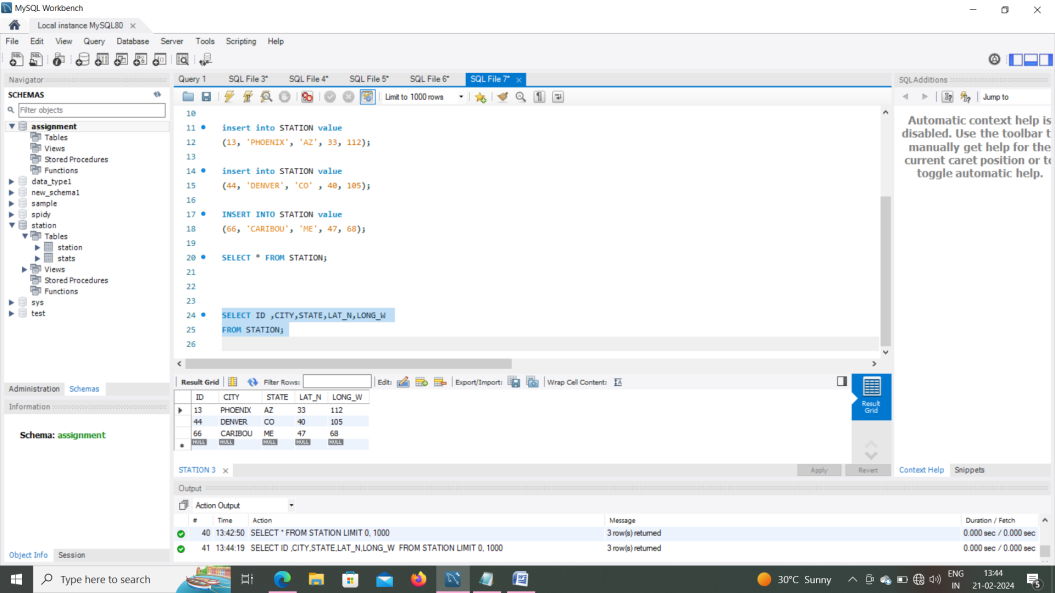 MySQL Workbench
Local instance MySQL80
File Edit View Query Database Server Tools Scripting Help
Navigator
SCHEMAS
Filter objects
assignment
Tables
Views
Stored Procedures
Functions
data_type1
new_schema1
sample
spidy
station
Tables
station
stats
Views
Stored Procedures
Functions
sys
test
Administration Schemas
Information
Schema: assignment
Object Info Session
Query 1 SQL File 3* SQL File 4* SQL File 5* SQL File 6* SQL File 7*
Limit to 1000 rows
10
11 insert into STATION value
12 (13, 'PHOENIX', 'AZ', 33, 112);
13
14 insert into STATION value
15 (44, 'DENVER', 'CO' , 40, 105);
16
17 INSERT INTO STATION value
18 (66, 'CARIBOU', 'ME', 47, 68);
19
20 SELECT * FROM STATION;
21
22
23
24 SELECT ID ,CITY,STATE,LAT_N,LONG_W
25 FROM STATION;
26
Result Grid Filter Rows: Edit: Export/Import: Wrap Cell Content:
ID CITY STATE LAT_N LONG_W
13 PHOENIX AZ 33 112
44 DENVER CO 40 105
66 CARIBOU ME 47 68
NULL NULL NULL NULL NULL
Result
Grid
STATION 3 Apply Revert
Output
Action Output
# Time Action Message Duration / Fetch
40 13:42:50 SELECT * FROM STATION LIMIT 0, 1000 3 row(s) returned 0.000 sec / 0.000 sec
41 13:44:19 SELECT ID ,CITY,STATE,LAT_N,LONG_W FROM STATION LIMIT 0, 1000 3 row(s) returned 0.000 sec / 0.000 sec
SQLAdditions
Jump to
Automatic context help is
disabled. Use the toolbar t
manually get help for the
current caret position or to
toggle automatic help.
Context Help Snippets
Type here to search
30°C Sunny
ENG
IN
13:44
21-02-2024
5